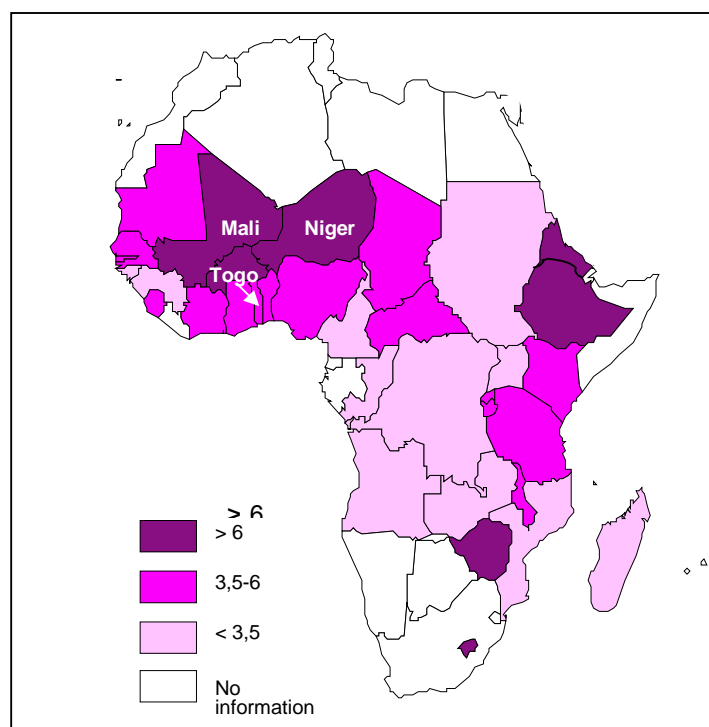 Mali
Niger
Togo
> 6
> 6
3,5-6
< 3,5
No
information